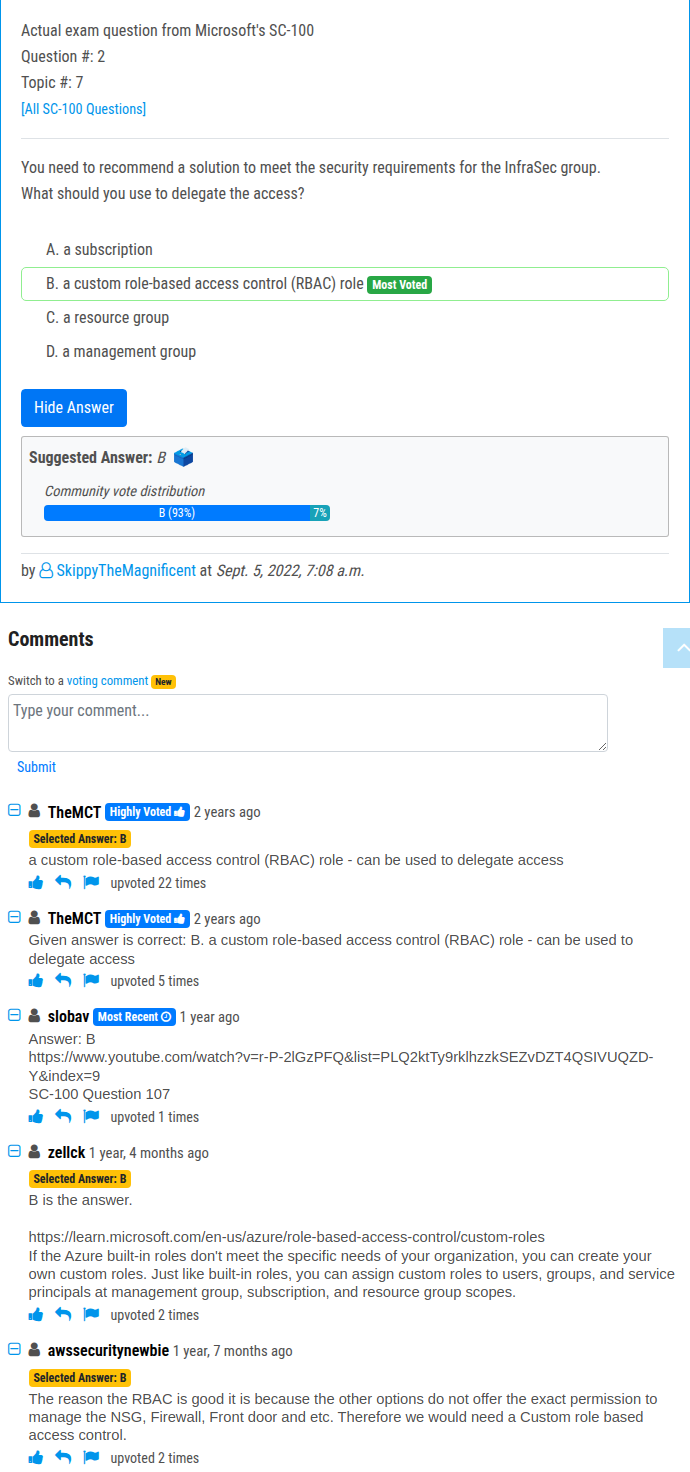 Actual exam question from Microsoft's SC-100
Question #: 2
Topic #: 7
[All SC-100 Questions]
You need to recommend a solution to meet the security requirements for the InfraSec group.
What should you use to delegate the access?
A. a subscription
B. a custom role-based access control (RBAC) role Most Voted
C. a resource group
D. a management group
Hide Answer
Suggested Answer: B
Community vote distribution
B (93%) 7%
by SkippyTheMagnificent at Sept. 5, 2022, 7:08 a.m.
Comments
Switch to a voting comment New
Type your comment...
Submit
TheMCT Highly Voted 2 years ago
Selected Answer: B
a custom role-based access control (RBAC) role - can be used to delegate access
upvoted 22 times
TheMCT Highly Voted 2 years ago
Given answer is correct: B. a custom role-based access control (RBAC) role - can be used to
delegate access
upvoted 5 times
slobav Most Recent 1 year ago
Answer: B
https://www.youtube.com/watch?v=r-P-2lGzPFQ&list=PLQ2ktTy9rklhzzkSEZvDZT4QSIVUQZD-
Y&index=9
SC-100 Question 107
upvoted 1 times
zellck 1 year, 4 months ago
Selected Answer: B
B is the answer.
https://learn.microsoft.com/en-us/azure/role-based-access-control/custom-roles
If the Azure built-in roles don't meet the specific needs of your organization, you can create your
own custom roles. Just like built-in roles, you can assign custom roles to users, groups, and service
principals at management group, subscription, and resource group scopes.
upvoted 2 times
awssecuritynewbie 1 year, 7 months ago
Selected Answer: B
The reason the RBAC is good it is because the other options do not offer the exact permission to
manage the NSG, Firewall, Front door and etc. Therefore we would need a Custom role based
access control.
upvoted 2 times